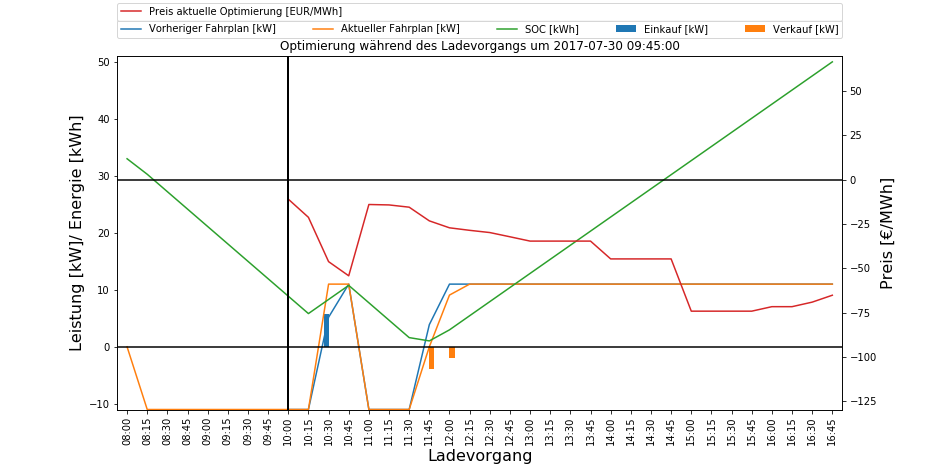 Preis aktuelle Optimierung [EUR/MWh]
Vorheriger Fahrplan [kW] Aktueller Fahrplan [kW] SOC [kWh] Einkauf [kW] Verkauf [kW]
Optimierung während des Ladevorgangs um 2017-07-30 09:45:00
Leistung [kW]/ Energie [kWh]
50
40
30
20
10
0
−10
50
25
0
−25
−50
−75
−100
−125
Preis [€/MWh]
08:00 08:15 08:30 08:45 09:00 09:15 09:30 09:45 10:00 10:15 10:30 10:45 11:00 11:15 11:30 11:45 12:00 12:15 12:30 12:45 13:00 13:15 13:30 13:45 14:00 14:15 14:30 14:45 15:00 15:15 15:30 15:45 16:00 16:15 16:30 16:45
Ladevorgang